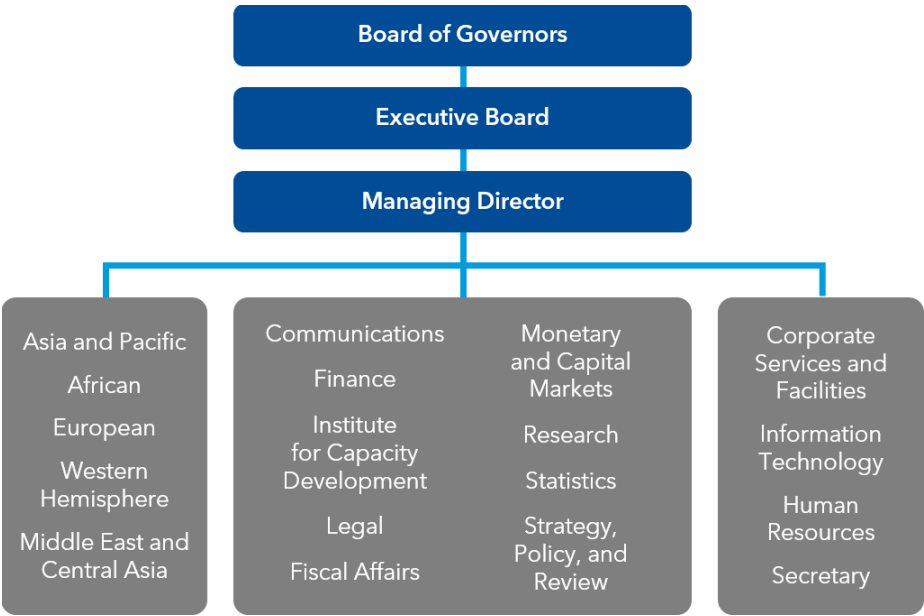 Board of Governors
Executive Board
Managing Director
Asia and Pacific
African
European
Western
Hemisphere
Middle East and
Central Asia
Communications
Finance
Institute
for Capacity
Development
Legal
Fiscal Affairs
Monetary
and Capital
Markets
Research
Statistics
Strategy,
Policy, and
Review
Corporate
Services and
Facilities
Information
Technology
Human
Resources
Secretary